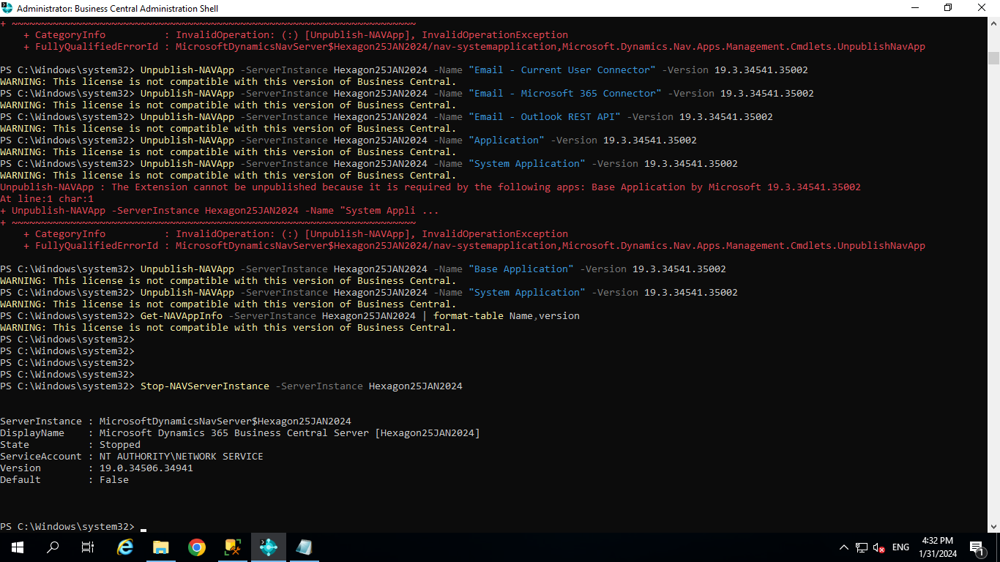 Administrator: Business Central Administration Shell
+ ~~~~~~~~~~~~~~~~~~~~~~~~~~~~~~~~~~~~~~~~~~~~~~~~~~~~~~~~~~~~~~~~~~~~~
    + CategoryInfo          : InvalidOperation: (:) [Unpublish-NAVApp], InvalidOperationException
    + FullyQualifiedErrorId : MicrosoftDynamicsNavServer$Hexagon25JAN2024/nav-systemapplication,Microsoft.Dynamics.Nav.Apps.Management.Cmdlets.UnpublishNavApp
PS C:\Windows\system32> Unpublish-NAVApp -ServerInstance Hexagon25JAN2024 -Name "Email - Current User Connector" -Version 19.3.34541.35002
WARNING: This license is not compatible with this version of Business Central.
PS C:\Windows\system32> Unpublish-NAVApp -ServerInstance Hexagon25JAN2024 -Name "Email - Microsoft 365 Connector" -Version 19.3.34541.35002
WARNING: This license is not compatible with this version of Business Central.
PS C:\Windows\system32> Unpublish-NAVApp -ServerInstance Hexagon25JAN2024 -Name "Email - Outlook REST API" -Version 19.3.34541.35002
WARNING: This license is not compatible with this version of Business Central.
PS C:\Windows\system32> Unpublish-NAVApp -ServerInstance Hexagon25JAN2024 -Name "Application" -Version 19.3.34541.35002
WARNING: This license is not compatible with this version of Business Central.
PS C:\Windows\system32> Unpublish-NAVApp -ServerInstance Hexagon25JAN2024 -Name "System Application" -Version 19.3.34541.35002
WARNING: This license is not compatible with this version of Business Central.
Unpublish-NAVApp : The Extension cannot be unpublished because it is required by the following apps: Base Application by Microsoft 19.3.34541.35002
At line:1 char:1
+ Unpublish-NAVApp -ServerInstance Hexagon25JAN2024 -Name "System Appli ...
+ ~~~~~~~~~~~~~~~~~~~~~~~~~~~~~~~~~~~~~~~~~~~~~~~~~~~~~~~~~~~~~~~~~~~~~
    + CategoryInfo          : InvalidOperation: (:) [Unpublish-NAVApp], InvalidOperationException
    + FullyQualifiedErrorId : MicrosoftDynamicsNavServer$Hexagon25JAN2024/nav-systemapplication,Microsoft.Dynamics.Nav.Apps.Management.Cmdlets.UnpublishNavApp
PS C:\Windows\system32> Unpublish-NAVApp -ServerInstance Hexagon25JAN2024 -Name "Base Application" -Version 19.3.34541.35002
WARNING: This license is not compatible with this version of Business Central.
PS C:\Windows\system32> Unpublish-NAVApp -ServerInstance Hexagon25JAN2024 -Name "System Application" -Version 19.3.34541.35002
WARNING: This license is not compatible with this version of Business Central.
PS C:\Windows\system32> Get-NAVAppInfo -ServerInstance Hexagon25JAN2024 | format-table Name,version
WARNING: This license is not compatible with this version of Business Central.
PS C:\Windows\system32>
PS C:\Windows\system32>
PS C:\Windows\system32>
PS C:\Windows\system32>
PS C:\Windows\system32> Stop-NAVServerInstance -ServerInstance Hexagon25JAN2024
ServerInstance : MicrosoftDynamicsNavServer$Hexagon25JAN2024
DisplayName    : Microsoft Dynamics 365 Business Central Server [Hexagon25JAN2024]
State          : Stopped
ServiceAccount : NT AUTHORITY\NETWORK SERVICE
Version        : 19.0.34506.34941
Default        : False
PS C:\Windows\system32>
ENG
4:32 PM
1/31/2024
1